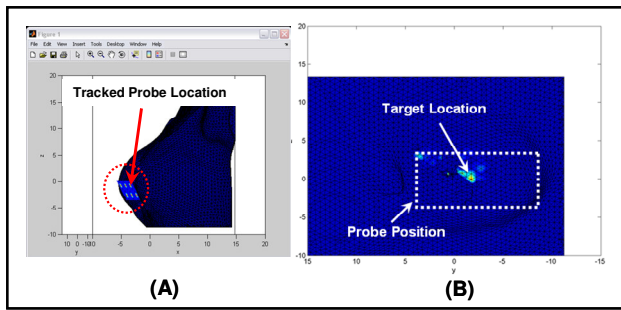 Figure 1
File Edit View Insert Tools Desktop Window Help
20
15
10
5
0
-5
-10
z
10 0 -10 -20 -5 0 5 10 15 20
y x
Tracked Probe Location
(A)
20
15
10
5
0
-5
-10
15 10 5 0 -5 -10 -15
y
Target Location
Probe Position
(B)